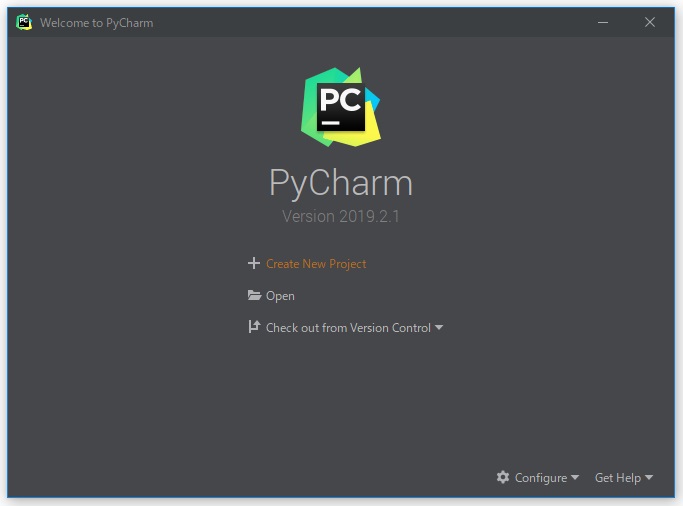 Welcome to PyCharm
PC
PyCharm
Version 2019.2.1
Create New Project
Open
Check out from Version Control
Configure
Get Help